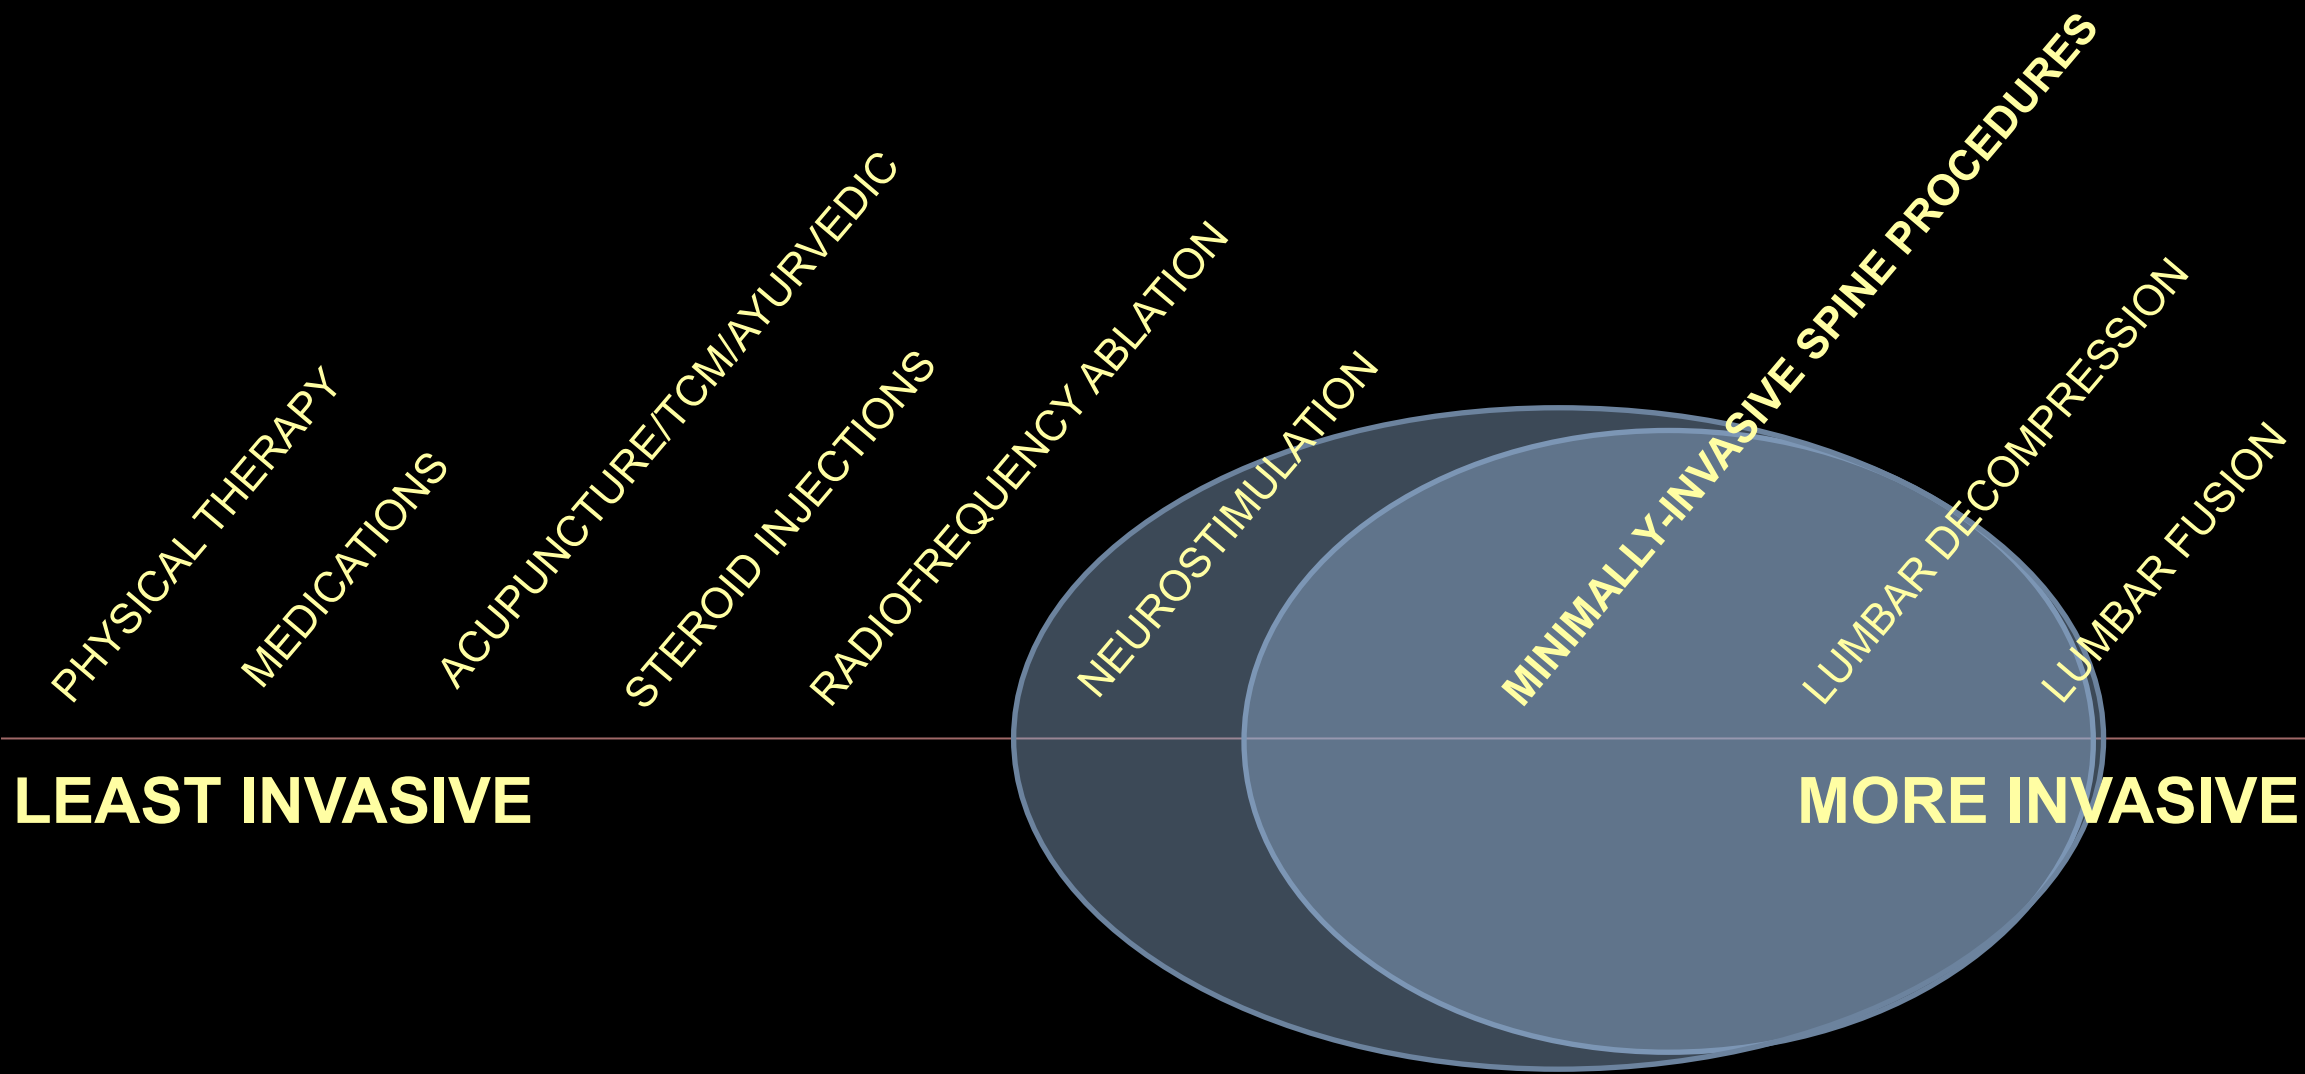 PHYSICAL THERAPY
MEDICATIONS
ACUPUNCTURE/TCM/AYURVEDIC
STEROID INJECTIONS
RADIOFREQUENCY ABLATION
NEUROSTIMULATION
MINIMALLY-INVASIVE SPINE PROCEDURES
LUMBAR DECOMPRESSION
LUMBAR FUSION
LEAST INVASIVE
MORE INVASIVE